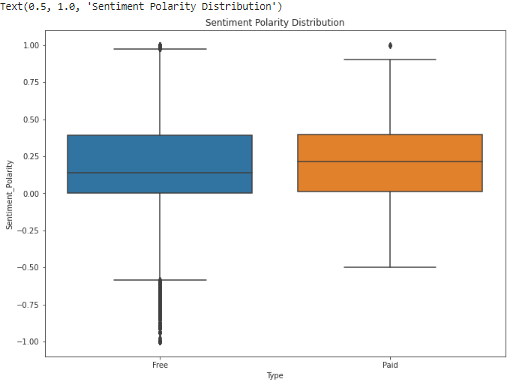 Text(0.5, 1.0, 'Sentiment Polarity Distribution')
Sentiment Polarity Distribution
1.00
0.75
0.50
0.25
0.00
−0.25
−0.50
−0.75
−1.00
Sentiment_Polarity
Free
Paid
Type